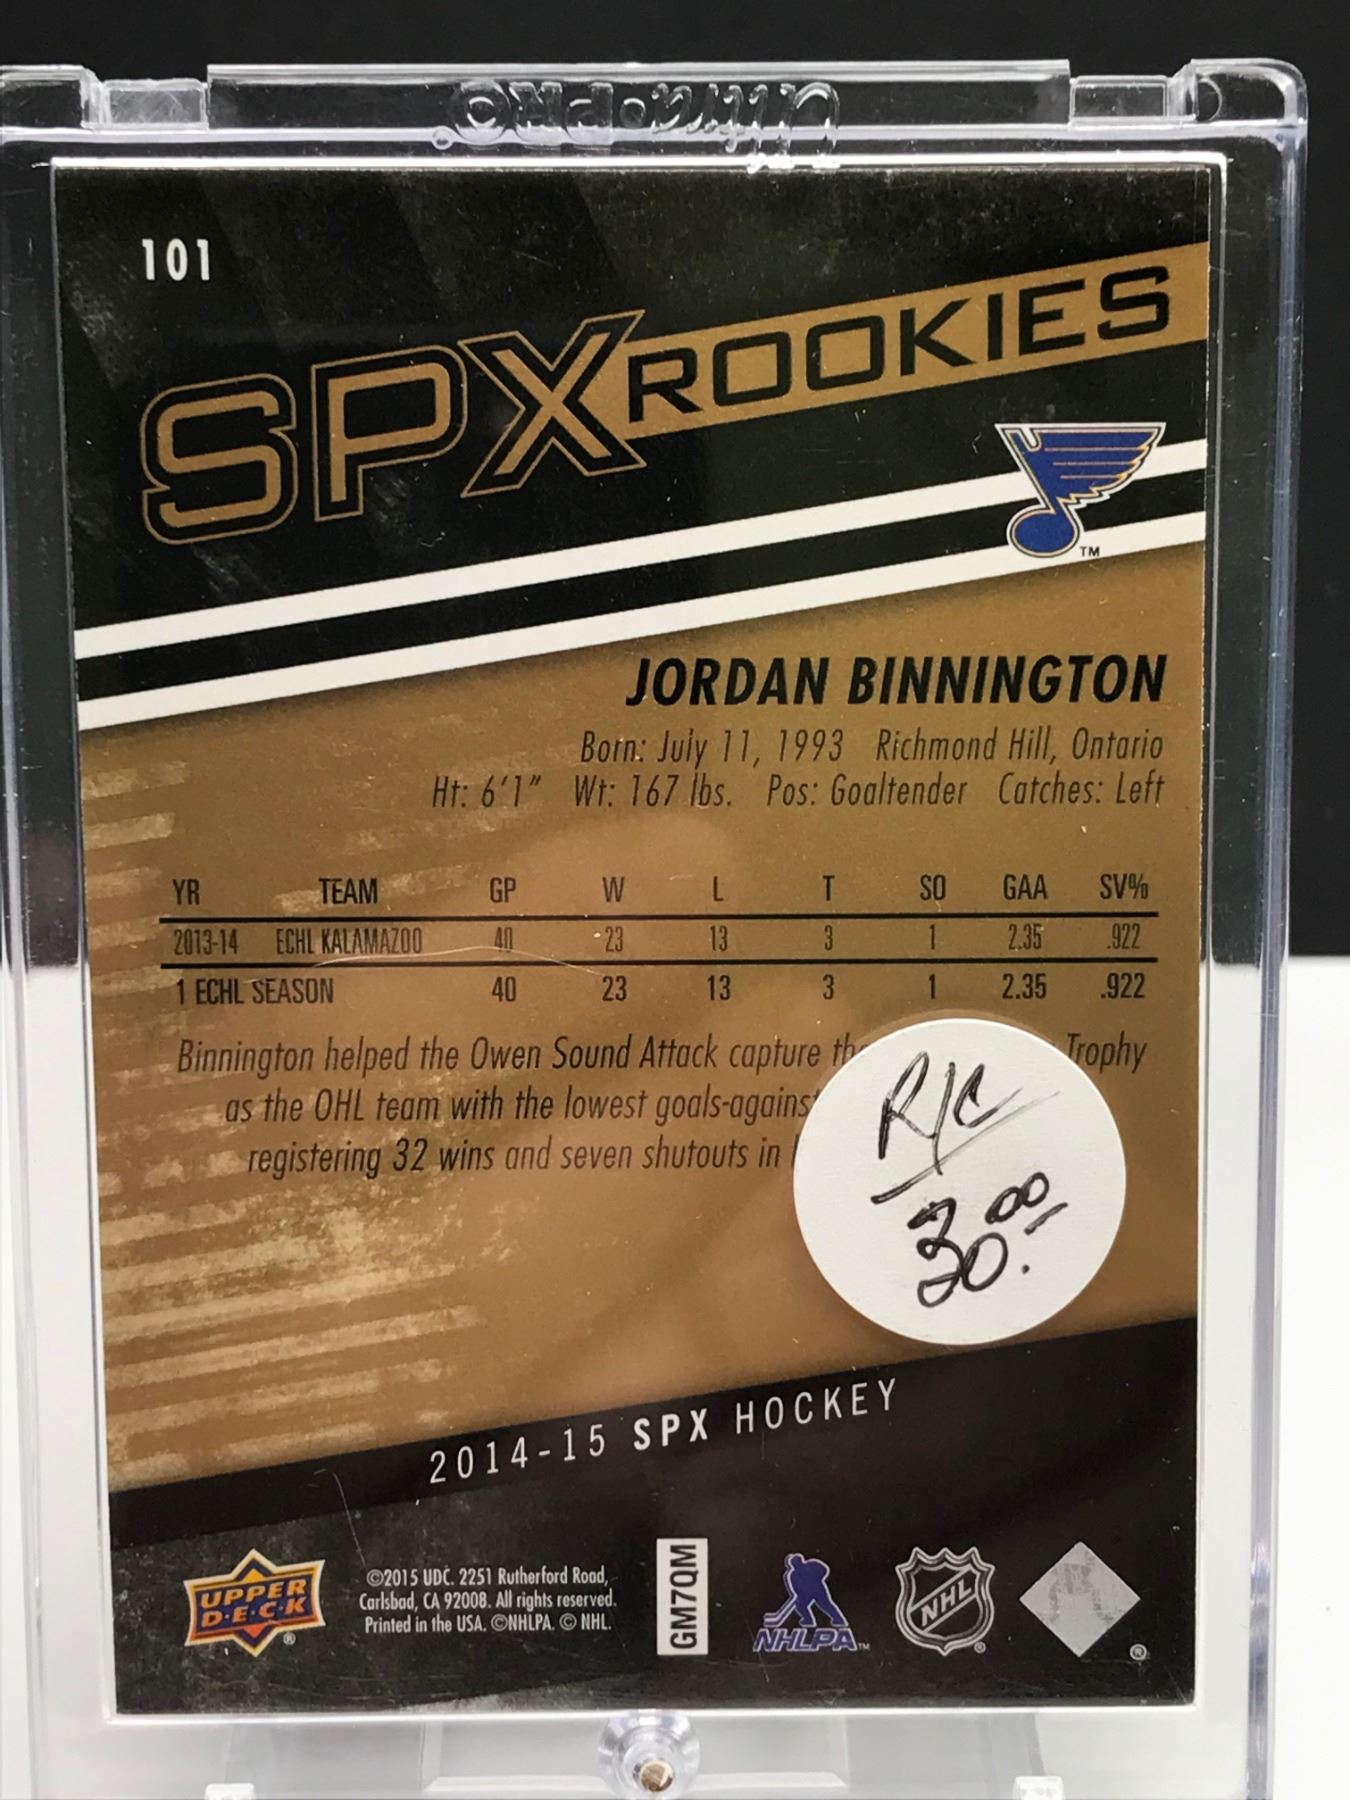 ultra·PRO.
101
SPX ROOKIES
TM
JORDAN BINNINGTON
Born: July 11, 1993 Richmond Hill, Ontario
Ht: 6'1" Wt: 167 lbs. Pos: Goaltender Catches: Left
YR TEAM GP W L T SO GAA SV%
2013-14 ECHL KALAMAZOO 40 23 13 3 1 2.35 .922
1 ECHL SEASON 40 23 13 3 1 2.35 .922
Binnington helped the Owen Sound Attack capture Trophy
as the OHL team with the lowest
registering 32 wins and seven shutouts in
R/C
30.00
2014-15 SPX HOCKEY
UPPER
D·E·C·K
®
©2015 UDC. 2251 Rutherford Road,
Carlsbad, CA 92008. All rights reserved.
Printed in the USA. ©NHLPA. © NHL.
GM7QM
NHLPA™
NHL
®
®